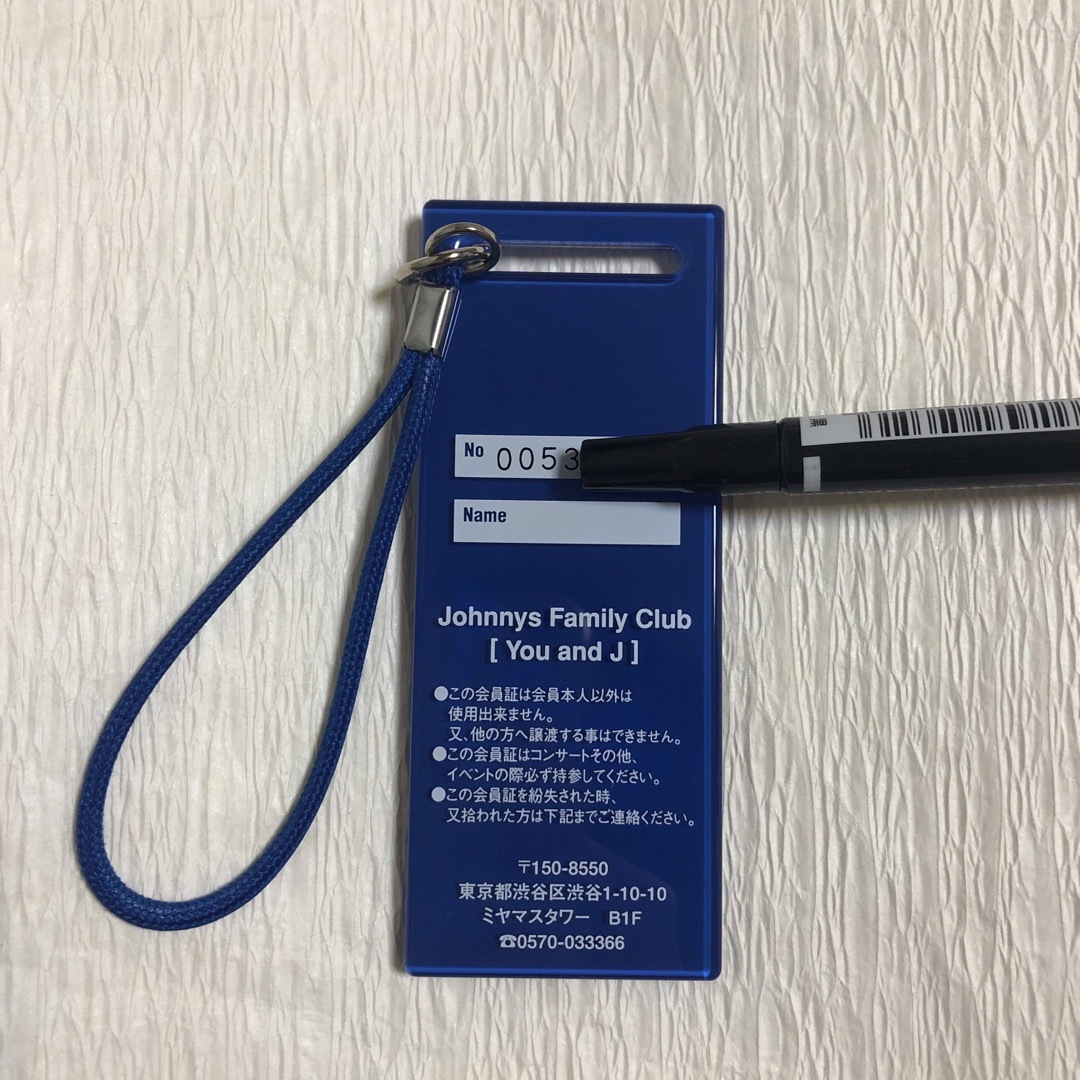 No 0053
Name
Johnnys Family Club
[ You and J ]
●この会員証は会員本人以外は
使用出来ません。
又、他の方へ譲渡する事はできません。
●この会員証はコンサートその他、
イベントの際必ず持参してください。
●この会員証を紛失された時、
又拾われた方は下記までご連絡ください。
〒150-8550
東京都渋谷区渋谷1-10-10
ミヤマスタワー B1F
☎0570-033366
黒